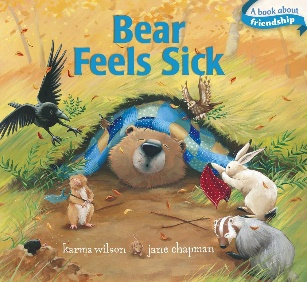 A book about
friendship
Bear
Feels Sick
karma wilson jane chapman